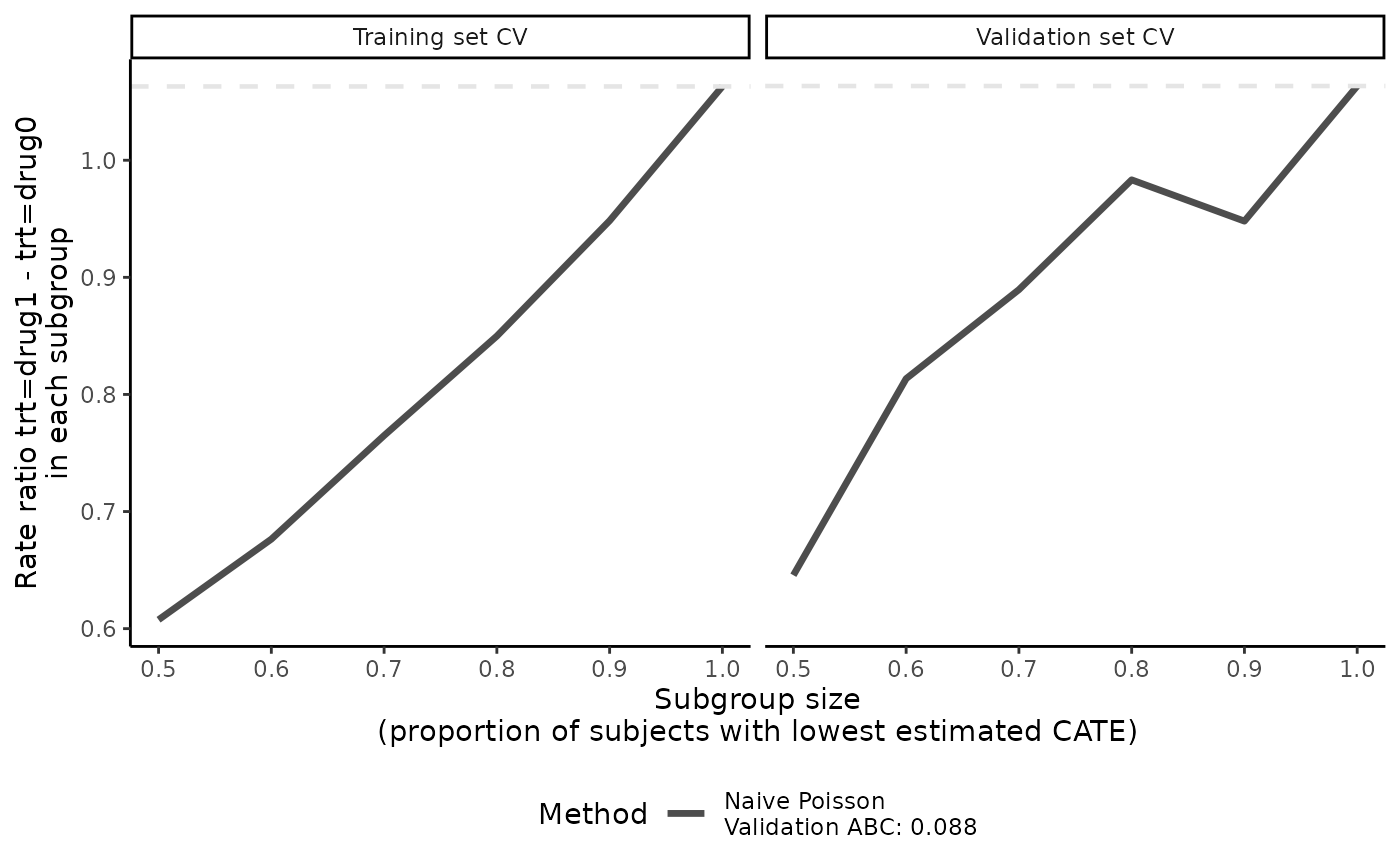 Training set CV
Validation set CV
Rate ratio trt=drug1 - trt=drug0
in each subgroup
1.0
0.9
0.8
0.7
0.6
0.5 0.6 0.7 0.8 0.9 1.0
0.5 0.6 0.7 0.8 0.9 1.0
Subgroup size
(proportion of subjects with lowest estimated CATE)
Method
Naive Poisson
Validation ABC: 0.088